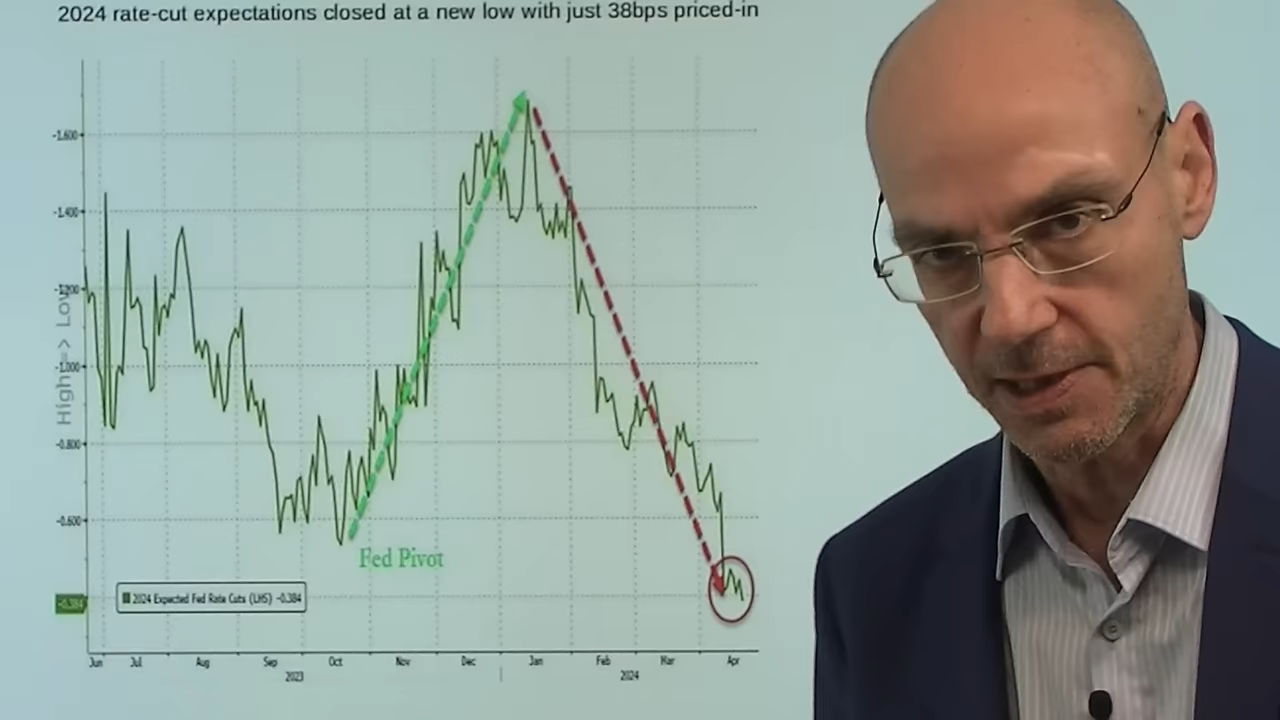 2024 rate-cut expectations closed at a new low with just 38bps priced-in
-1.600
-1.400
-1.200
-1.000
-0.800
-0.600
-0.384
High => Low
Fed Pivot
2024 Expected Fed Rate Cuts (LHS) -0.384
Jun Jul Aug Sep Oct Nov Dec Jan Feb Mar Apr
2023 2024